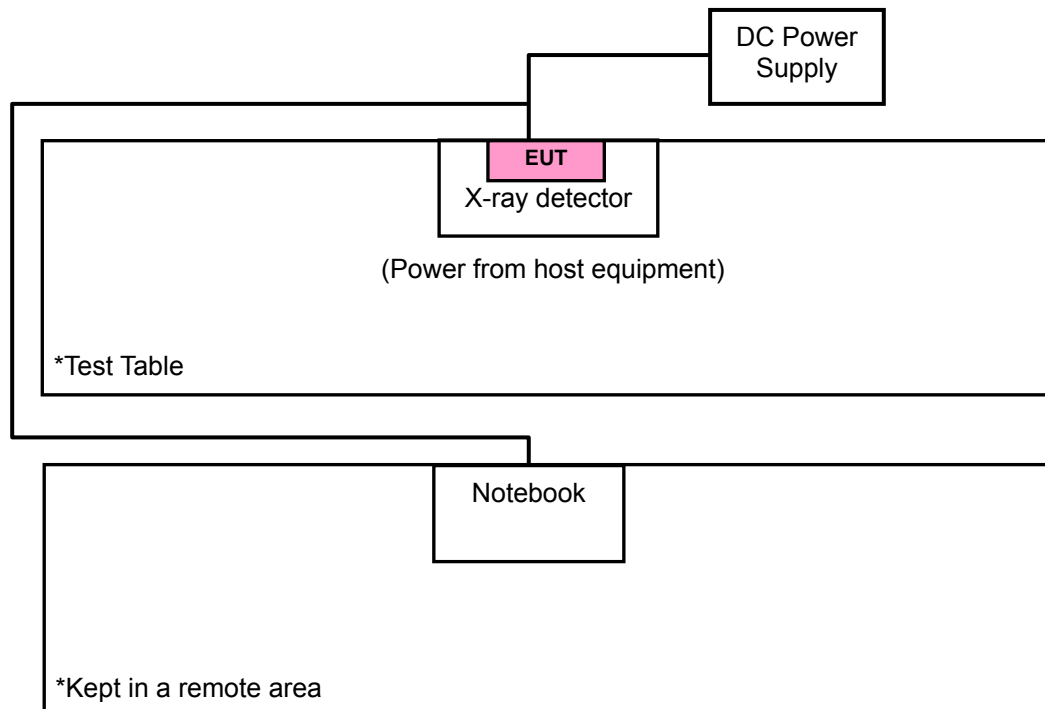 DC Power
Supply
EUT
X-ray detector
(Power from host equipment)
*Test Table
Notebook
*Kept in a remote area